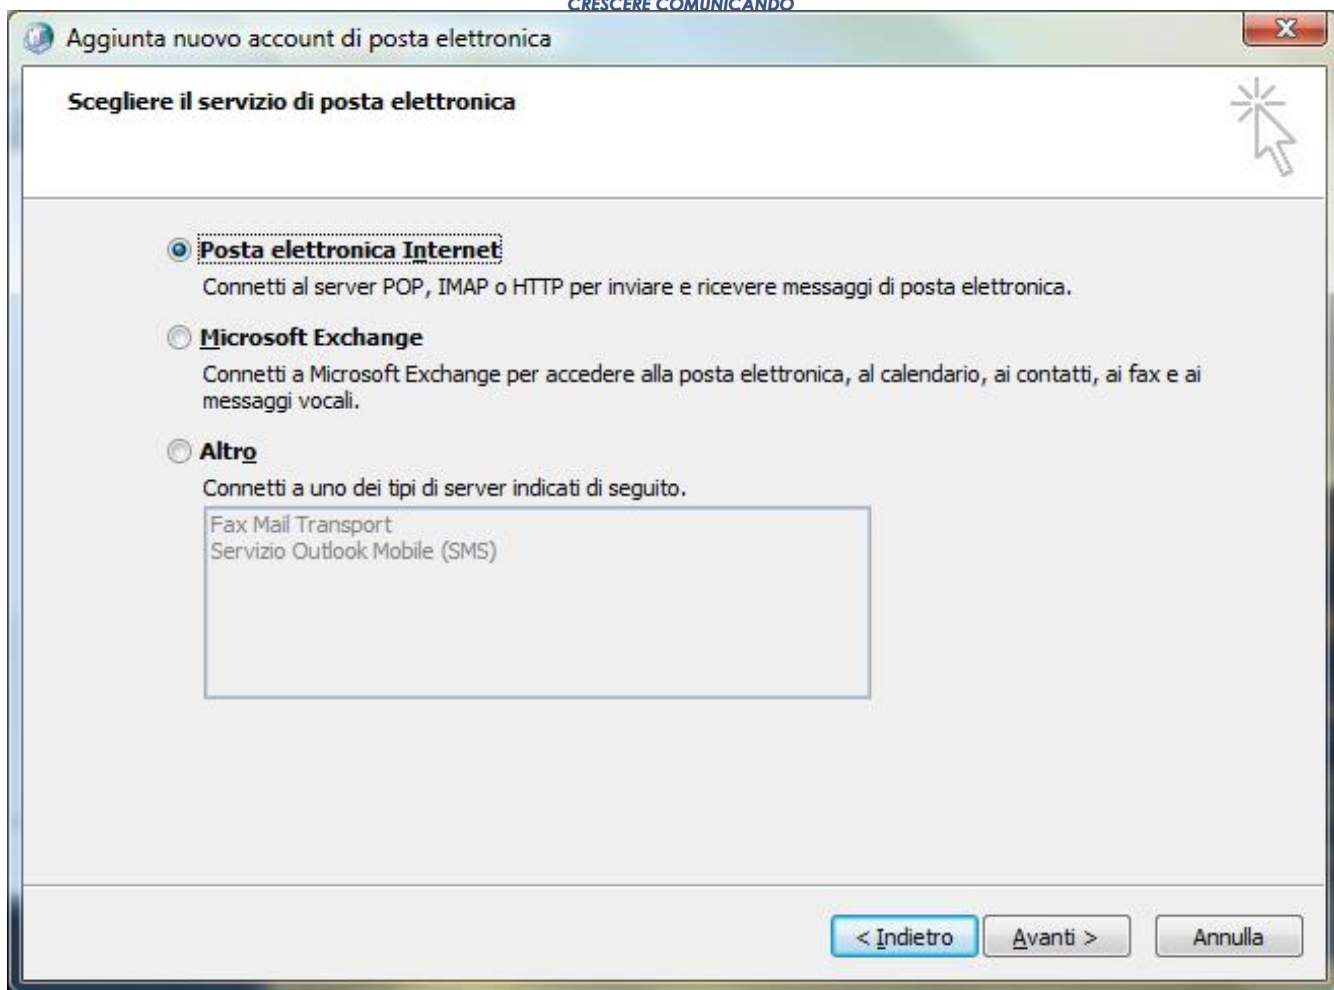 CRESCERE COMUNICANDO
Aggiunta nuovo account di posta elettronica
Scegliere il servizio di posta elettronica
Posta elettronica Internet
Connetti al server POP, IMAP o HTTP per inviare e ricevere messaggi di posta elettronica.
Microsoft Exchange
Connetti a Microsoft Exchange per accedere alla posta elettronica, al calendario, ai contatti, ai fax e ai
messaggi vocali.
Altro
Connetti a uno dei tipi di server indicati di seguito.
Fax Mail Transport
Servizio Outlook Mobile (SMS)
< Indietro
Avanti >
Annulla